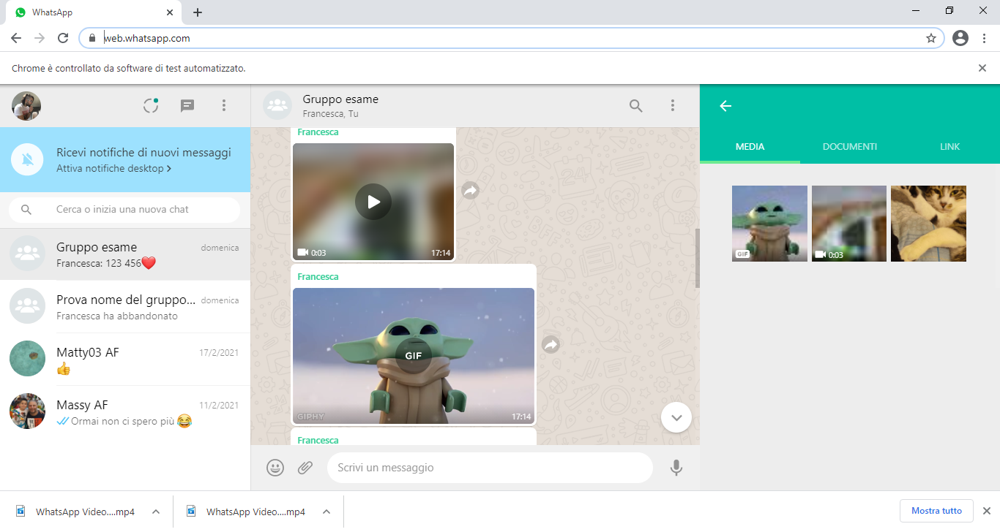 WhatsApp
web.whatsapp.com
Chrome è controllato da software di test automatizzato.
Ricevi notifiche di nuovi messaggi
Attiva notifiche desktop
Cerca o inizia una nuova chat
Gruppo esame
domenica
Francesca: 123 456❤️
Prova nome del gruppo...
domenica
Francesca ha abbandonato
Matty03 AF
17/2/2021
👍
Massy AF
11/2/2021
Ormai non ci spero più 😂
Gruppo esame
Francesca, Tu
Francesca
0:03
17:14
Francesca
GIF
GIPHY
17:14
Francesca
Scrivi un messaggio
MEDIA
DOCUMENTI
LINK
GIF
0:03
WhatsApp Video....mp4
WhatsApp Video....mp4
Mostra tutto